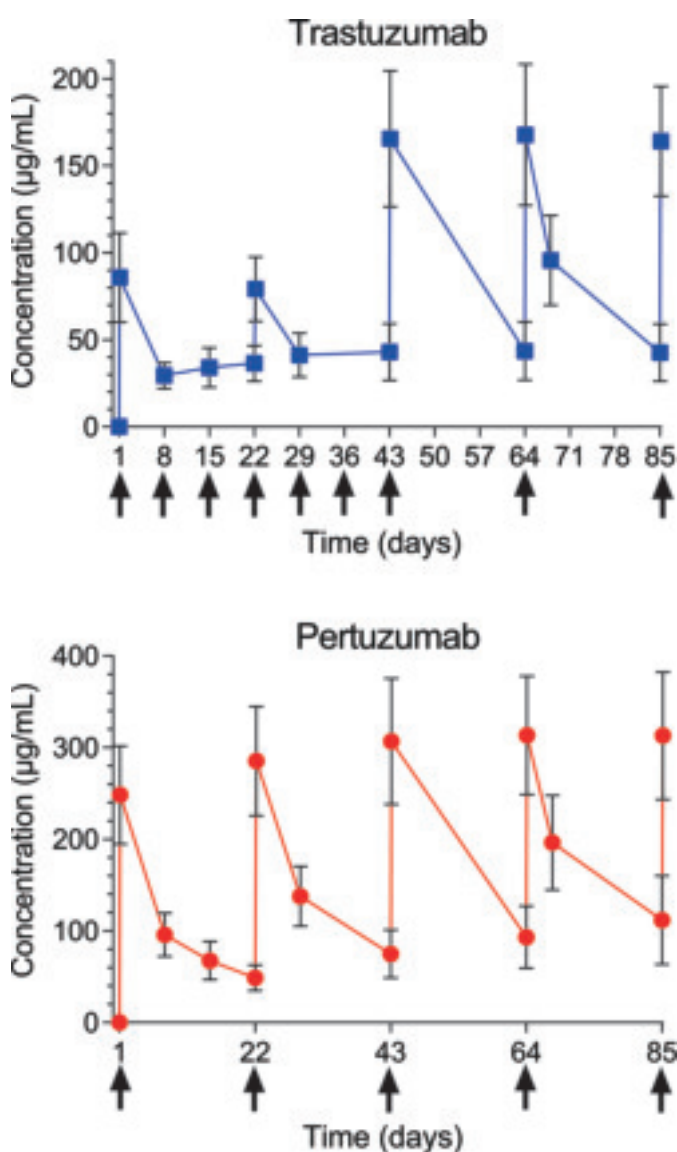 Trastuzumab
Concentration (µg/mL)
200
150
100
50
0
1 8 15 22 29 36 43 50 57 64 71 78 85
Time (days)
Pertuzumab
Concentration (µg/mL)
400
300
200
100
0
1 22 43 64 85
Time (days)